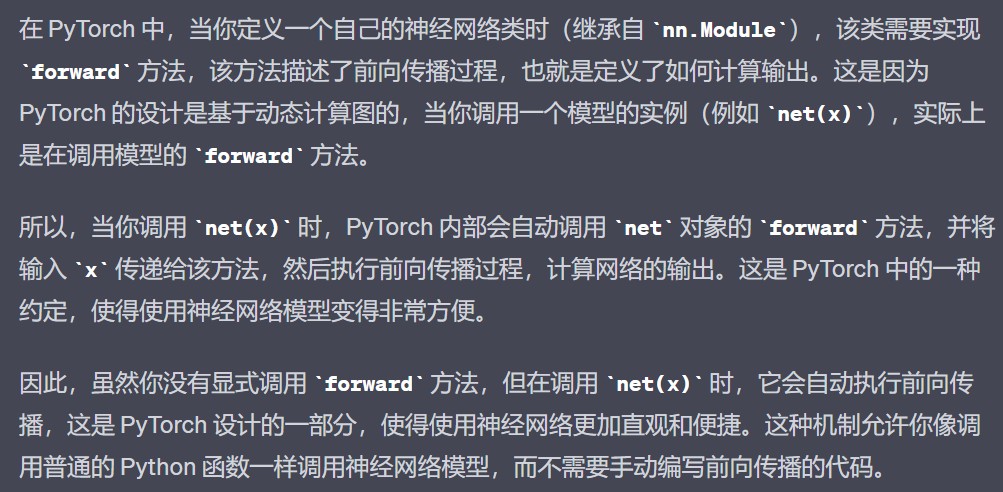 在 PyTorch 中，当你定义一个自己的神经网络类时（继承自 `nn.Module`），该类需要实现
`forward` 方法，该方法描述了前向传播过程，也就是定义了如何计算输出。这是因为
PyTorch 的设计是基于动态计算图的，当你调用一个模型的实例（例如 `net(x)`），实际上
是在调用模型的 `forward` 方法。
所以，当你调用 `net(x)` 时，PyTorch 内部会自动调用 `net` 对象的 `forward` 方法，并将
输入 `x` 传递给该方法，然后执行前向传播过程，计算网络的输出。这是 PyTorch 中的一种
约定，使得使用神经网络模型变得非常方便。
因此，虽然你没有显式调用 `forward` 方法，但在调用 `net(x)` 时，它会自动执行前向传
播，这是 PyTorch 设计的一部分，使得使用神经网络更加直观和便捷。这种机制允许你像调
用普通的 Python 函数一样调用神经网络模型，而不需要手动编写前向传播的代码。